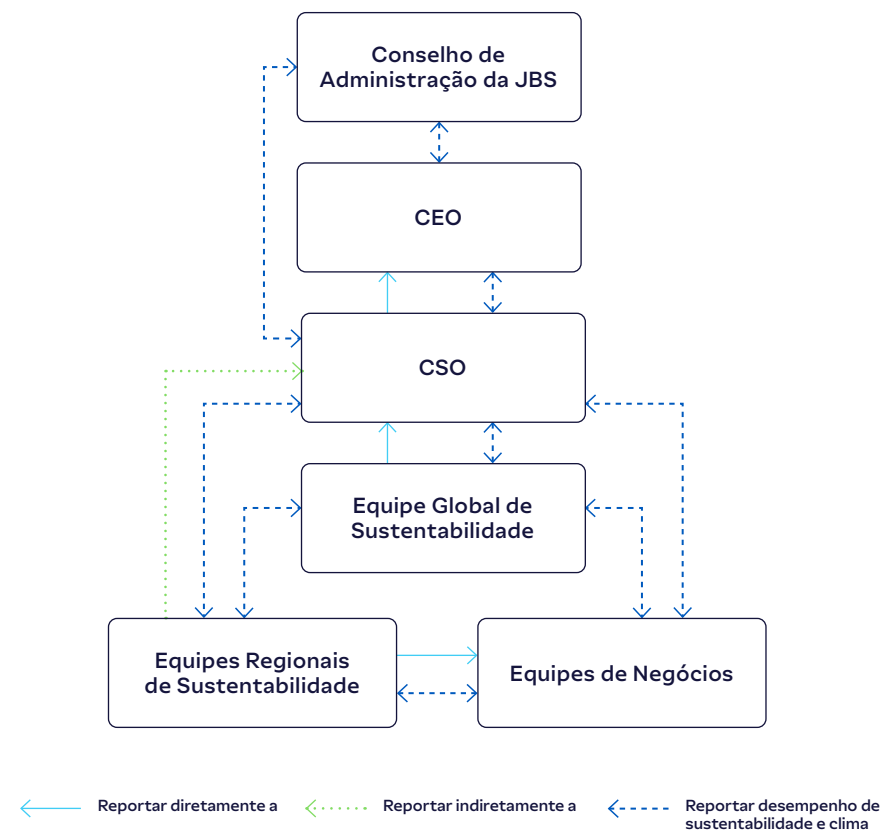 Conselho de
Administração da JBS
CEO
CSO
Equipe Global de
Sustentabilidade
Equipes Regionais
de Sustentabilidade
Equipes de Negócios
Reportar diretamente a
Reportar indiretamente a
Reportar desempenho de
sustentabilidade e clima